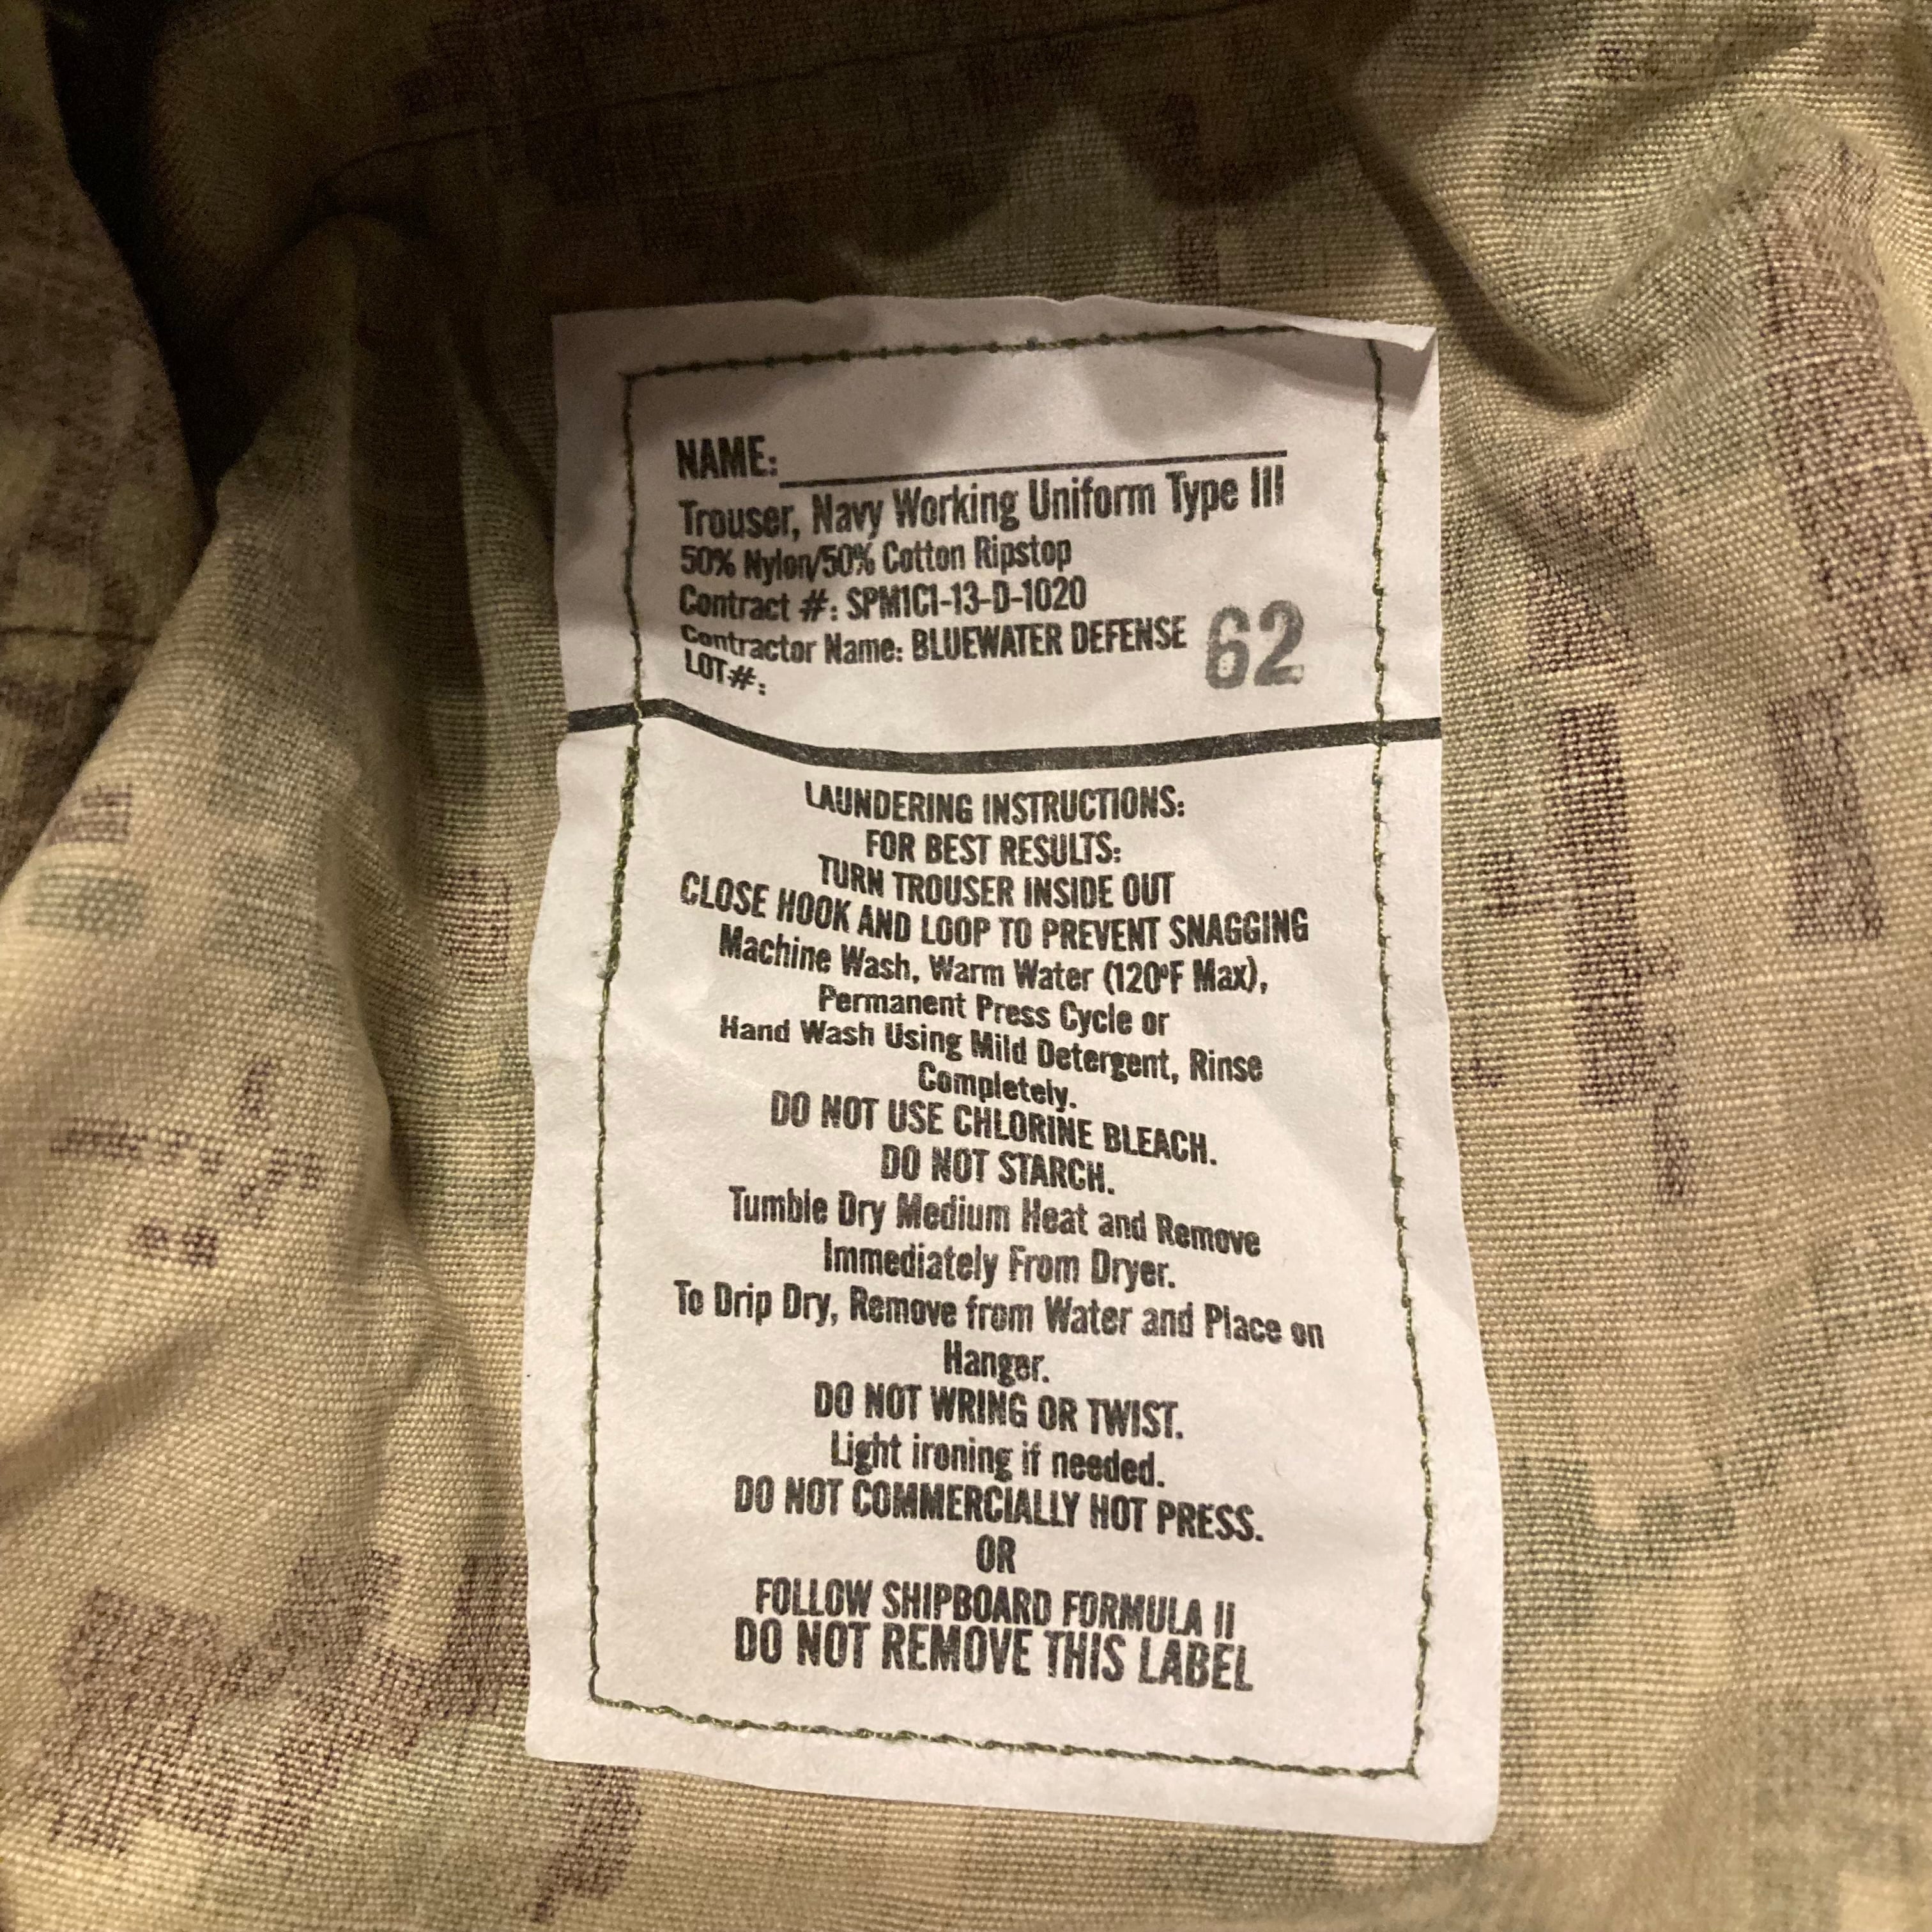 NAME:
Trouser, Navy Working Uniform Type III
50% Nylon/50% Cotton Ripstop
Contract #: SPM1C1-13-D-1020
Contractor Name: BLUEWATER DEFENSE
62
LOT#:
LAUNDERING INSTRUCTIONS:
FOR BEST RESULTS:
TURN TROUSER INSIDE OUT
CLOSE HOOK AND LOOP TO PREVENT SNAGGING
Machine Wash, Warm Water (120°F Max),
Permanent Press Cycle or
Hand Wash Using Mild Detergent, Rinse
Completely.
DO NOT USE CHLORINE BLEACH.
DO NOT STARCH.
Tumble Dry Medium Heat and Remove
Immediately From Dryer.
To Drip Dry, Remove from Water and Place on
Hanger.
DO NOT WRING OR TWIST.
Light ironing if needed.
DO NOT COMMERCIALLY HOT PRESS.
OR
FOLLOW SHIPBOARD FORMULA II
DO NOT REMOVE THIS LABEL